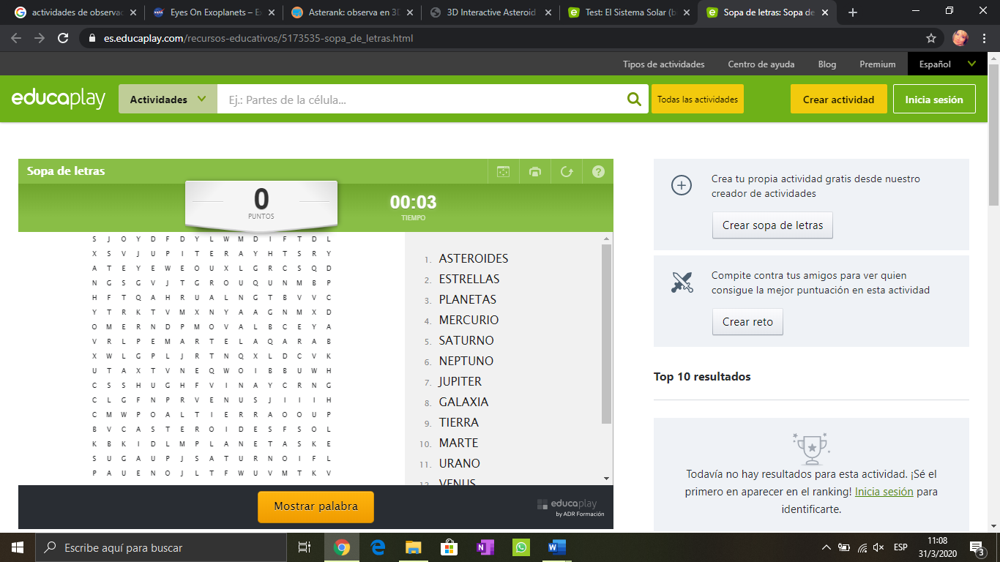 actividades de observac
Eyes On Exoplanets – E
Asterank: observa en 3D
3D Interactive Asteroid
Test: El Sistema Solar (b
Sopa de letras: Sopa de
es.educaplay.com/recursos-educativos/5173535-sopa_de_letras.html
Tipos de actividades Centro de ayuda Blog Premium Español
educaplay Actividades Ej.: Partes de la célula... Todas las actividades Crear actividad Inicia sesión
Sopa de letras
0
PUNTOS
00:03
TIEMPO
S J O Y D F D Y L W M D I F T D L
X S V J U P I T E R A Y H T S R Y
A T E Y E W E O U X L G R C S Q D
N G S G V J T G R O U Q U N M B P
H F T Q A H R U A L N G T B V V C
Y T R K T V M X N Y A A G N M X D
O M E R N D P M O V A L B C E Y A
V R L P E M A R T E L A Q A R A B
X W L G P L J R T N Q X L D C V K
U T A X T V N E Q W O I B B U W H
C S S H U G H F V I N A Y C R N G
C L G F N P R V E N U S J I I I H
C M W P O A L T I E R R A O O U P
B V C A S T E R O I D E S F S O L
K B K I D L M P L A N E T A S K E
S U G A U P J S A T U R N O I F L
P A U E N O J L T F W U V M T K V
1. ASTEROIDES
2. ESTRELLAS
3. PLANETAS
4. MERCURIO
5. SATURNO
6. NEPTUNO
7. JUPITER
8. GALAXIA
9. TIERRA
10. MARTE
11. URANO
12. VENUS
Mostrar palabra
educaplay
by ADR Formación
Crea tu propia actividad gratis desde nuestro
creador de actividades
Crear sopa de letras
Compite contra tus amigos para ver quien
consigue la mejor puntuación en esta actividad
Crear reto
Top 10 resultados
Todavía no hay resultados para esta actividad. ¡Sé el
primero en aparecer en el ranking! Inicia sesión para
identificarte.
Escribe aquí para buscar
ESP
11:08
31/3/2020
3